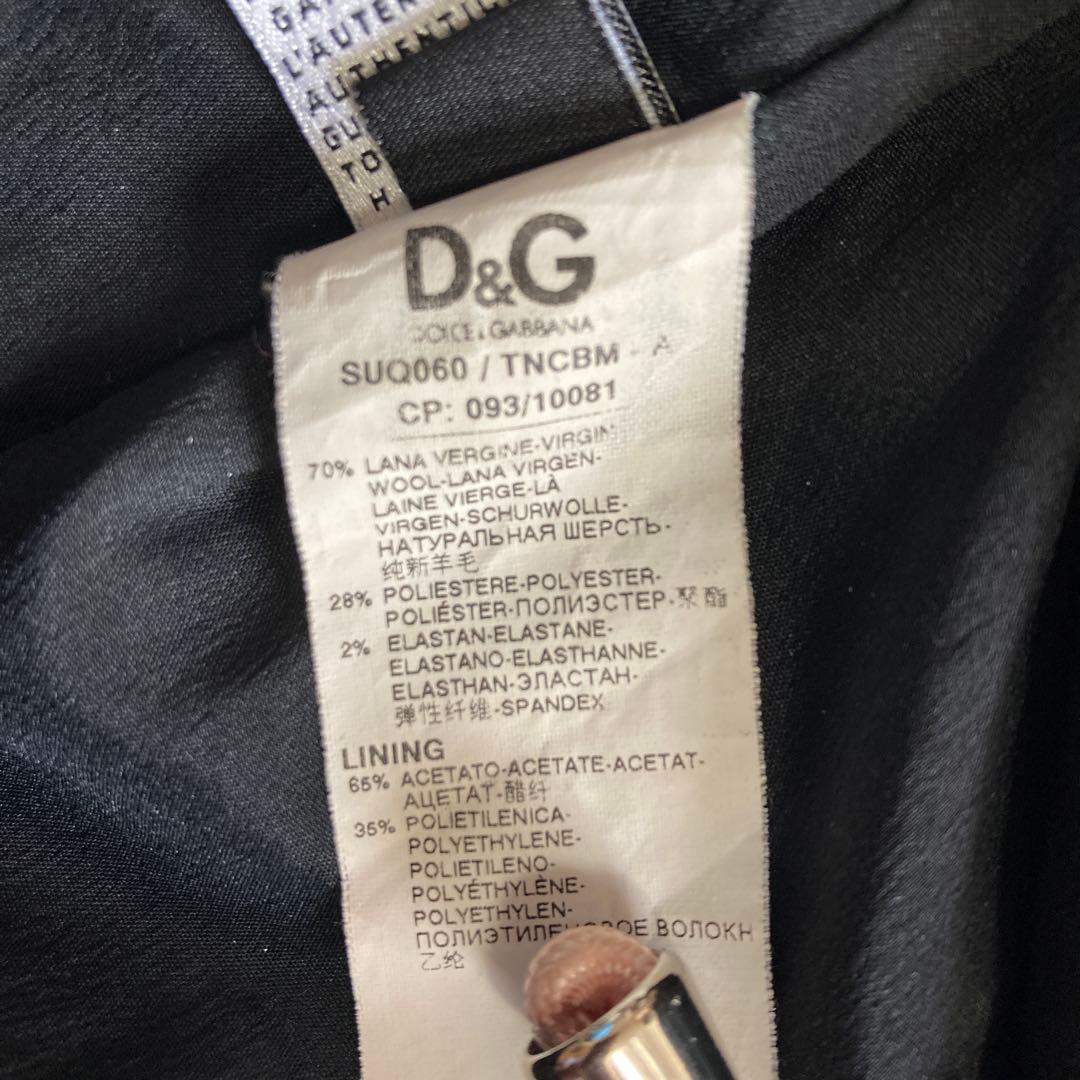 L'AUTEN
AUTHENTI
GU
TO
H
D&G
DOLCE & GABBANA
SUQ060 / TNCBM - A
CP: 093/10081
70% LANA VERGINE-VIRGIN
WOOL-LANA VIRGEN-
LAINE VIERGE-LÀ
VIRGEN-SCHURWOLLE-
НАТУРАЛЬНАЯ ШЕРСТЬ-
纯新羊毛
28% POLIESTERE-POLYESTER-
POLIÉSTER-ПОЛИЭСТЕР-聚酯
2% ELASTAN-ELASTANE-
ELASTANO-ELASTHANNE-
ELASTHAN-ЭЛАСТАН-
弹性纤维-SPANDEX
LINING
65% ACETATO-ACETATE-ACETAT-
АЦЕТАТ-醋纤
35% POLIETILENICA-
POLYETHYLENE-
POLIETILENO-
POLYÉTHYLÈNE-
POLYETHYLEN-
ПОЛИЭТИЛЕНОВОЕ ВОЛОКН
乙纶